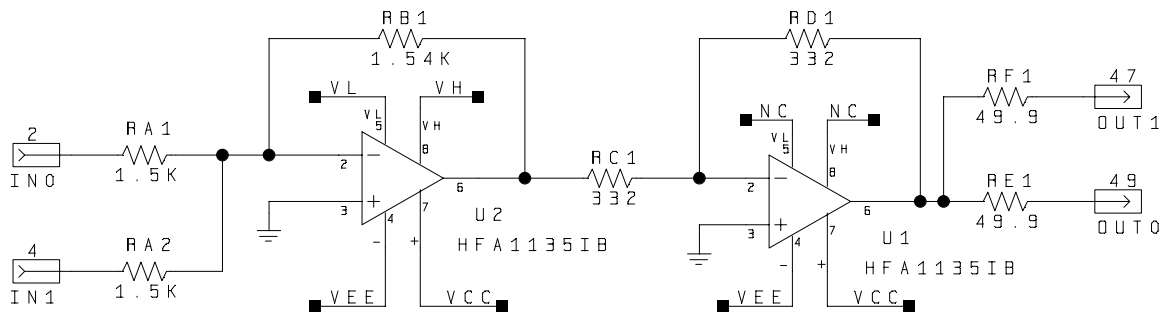 RB1
1.54K
RD1
332
VL
VH
VL
5
VH
8
NC
NC
VL
5
VH
8
RF1
49.9
47
OUT1
2
IN0
RA1
1.5K
2
3
4
7
6
-
+
U2
HFA1135IB
RC1
332
2
3
4
7
6
-
+
U1
HFA1135IB
RE1
49.9
49
OUT0
4
IN1
RA2
1.5K
VEE
VCC
VEE
VCC